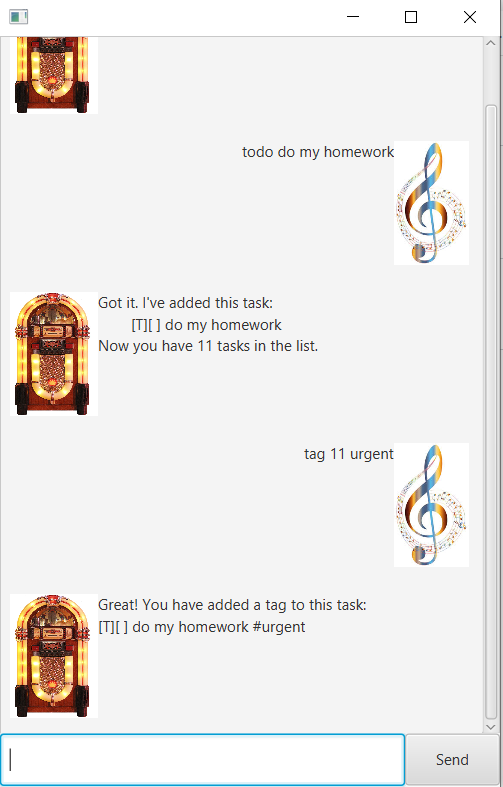 todo do my homework
Got it. I've added this task:
[T][ ] do my homework
Now you have 11 tasks in the list.
tag 11 urgent
Great! You have added a tag to this task:
[T][ ] do my homework #urgent
Send